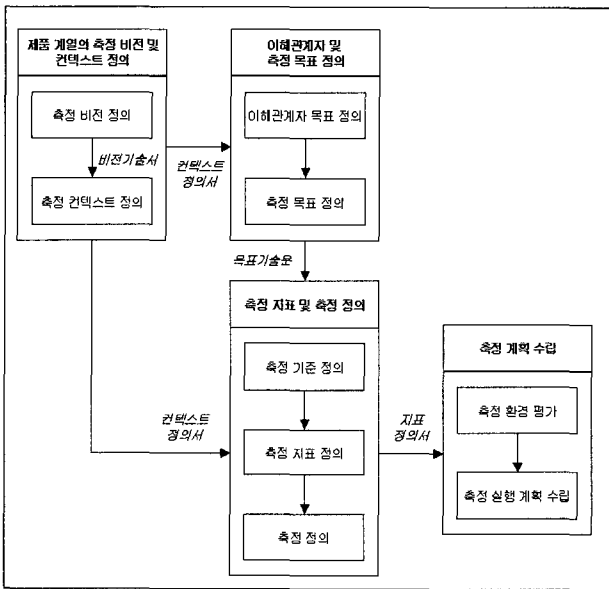 제품 계열의 측정 비전 및
컨텍스트 정의
측정 비전 정의
비전기술서
측정 컨텍스트 정의
컨텍스트
정의서
이해관계자 및
측정 목표 정의
이해관계자 목표 정의
측정 목표 정의
목표기술문
측정 지표 및 측정 정의
측정 기준 정의
측정 지표 정의
측정 정의
컨텍스트
정의서
지표
정의서
측정 계획 수립
측정 환경 평가
측정 실행 계획 수립